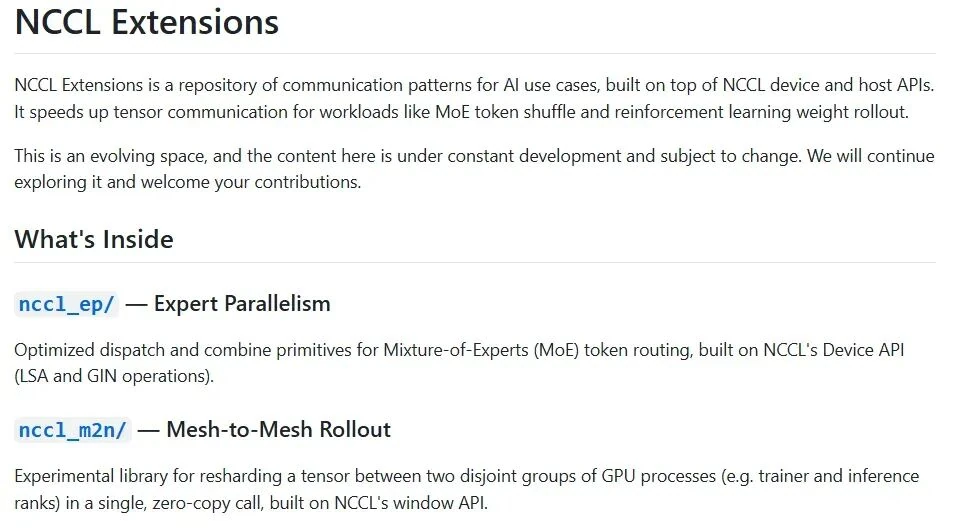 NCCL Extensions
NCCL Extensions is a repository of communication patterns for AI use cases, built on top of NCCL device and host APIs.
It speeds up tensor communication for workloads like MoE token shuffle and reinforcement learning weight rollout.
This is an evolving space, and the content here is under constant development and subject to change. We will continue
exploring it and welcome your contributions.
What's Inside
nccl_ep/ — Expert Parallelism
Optimized dispatch and combine primitives for Mixture-of-Experts (MoE) token routing, built on NCCL's Device API
(LSA and GIN operations).
nccl_m2n/ — Mesh-to-Mesh Rollout
Experimental library for resharding a tensor between two disjoint groups of GPU processes (e.g. trainer and inference
ranks) in a single, zero-copy call, built on NCCL's window API.